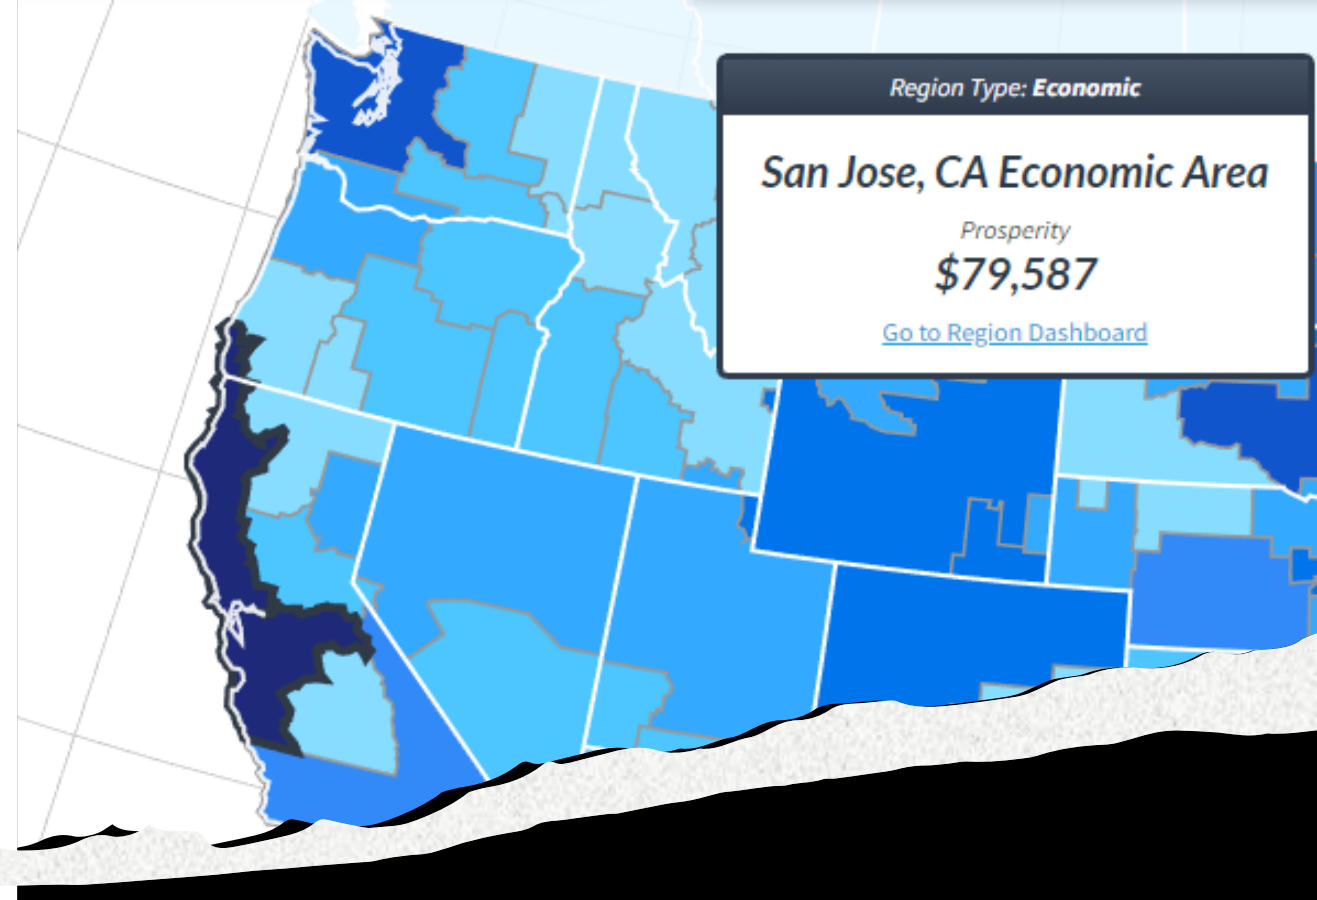 Region Type: Economic
San Jose, CA Economic Area
Prosperity
$79,587
Go to Region Dashboard